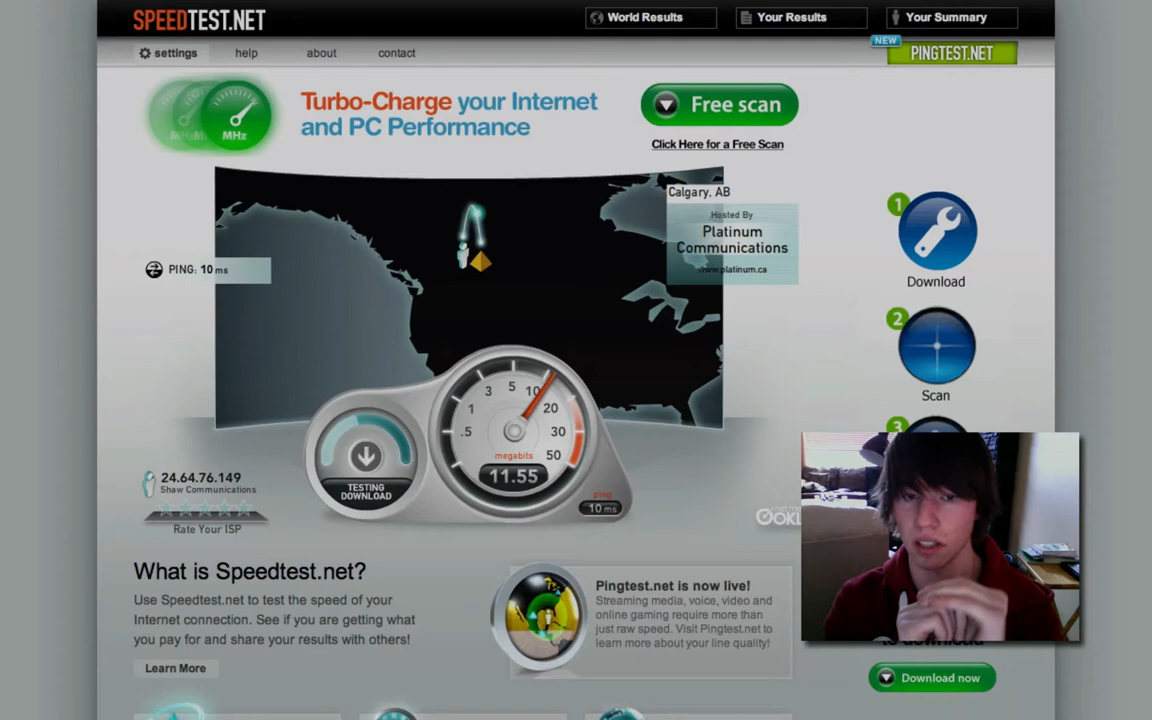 SPEEDTEST.NET
World Results
Your Results
Your Summary
settings
help
about
contact
NEW
PINGTEST.NET
MHz
Turbo-Charge your Internet
and PC Performance
Free scan
Click Here for a Free Scan
Calgary, AB
Hosted By
Platinum
Communications
www.platinum.ca
PING: 10 ms
1
Download
2
Scan
3
.5
1
3
5
10
20
30
50
megabits
11.55
TESTING
DOWNLOAD
ping
10 ms
24.64.76.149
Shaw Communications
Rate Your ISP
What is Speedtest.net?
Use Speedtest.net to test the speed of your
Internet connection. See if you are getting what
you pay for and share your results with others!
Learn More
Pingtest.net is now live!
Streaming media, voice, video and
online gaming require more than
just raw speed. Visit Pingtest.net to
learn more about your line quality!
to download
Download now